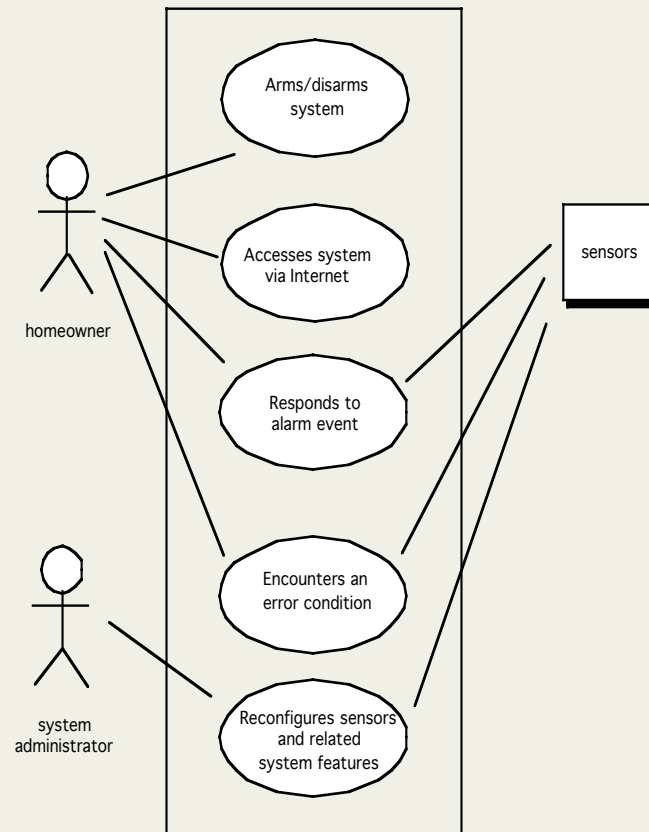 Arms/disarms
system
Accesses system
via Internet
sensors
homeowner
Responds to
alarm event
Encounters an
error condition
Reconfigures sensors
and related
system features
system
administrator